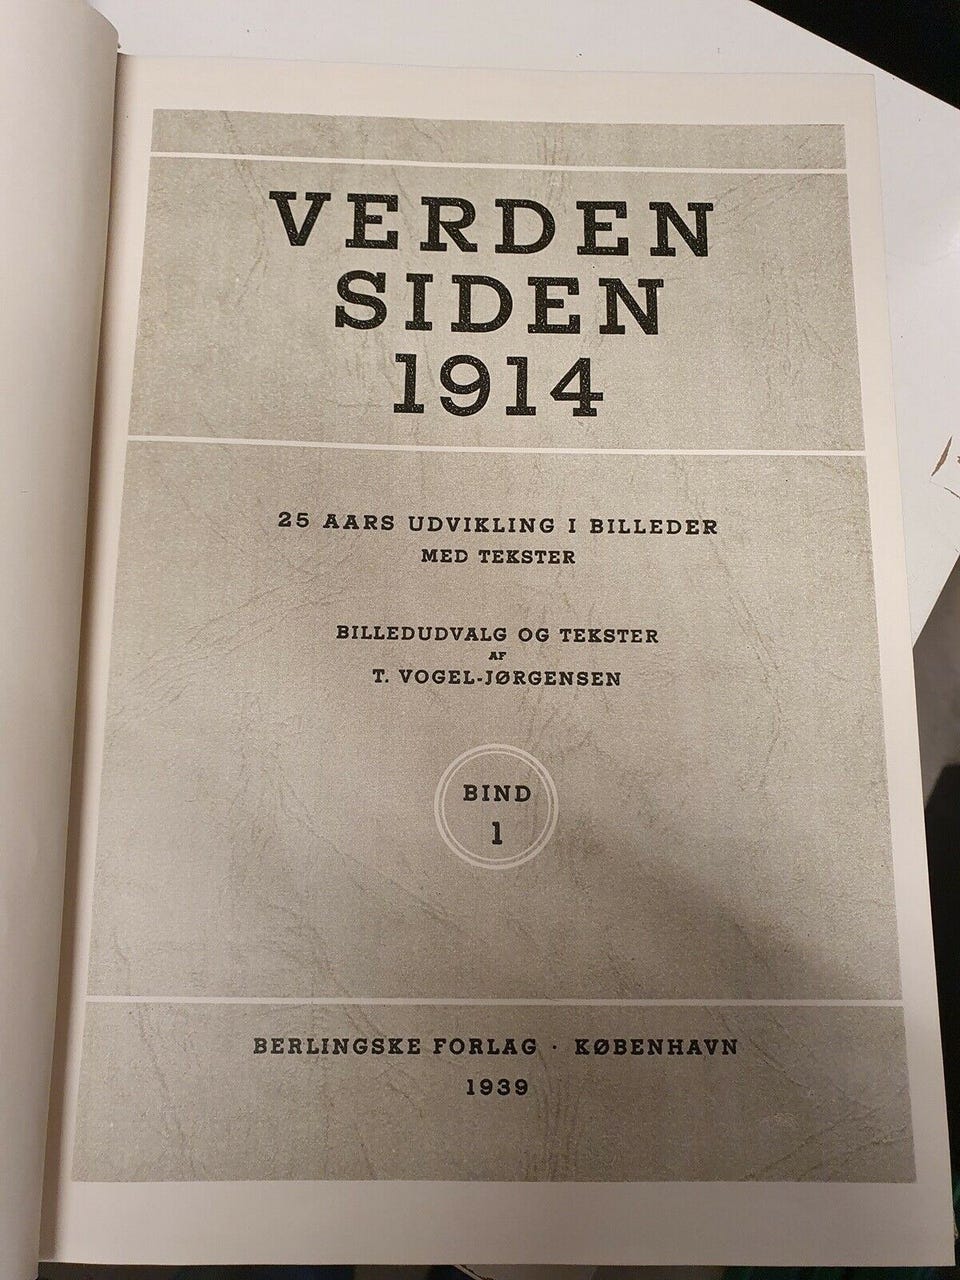 VERDEN
SIDEN
1914
25 AARS UDVIKLING I BILLEDER
MED TEKSTER
BILLEDUDVALG OG TEKSTER
AF
T. VOGEL-JØRGENSEN
BIND
1
BERLINGSKE FORLAG · KØBENHAVN
1939